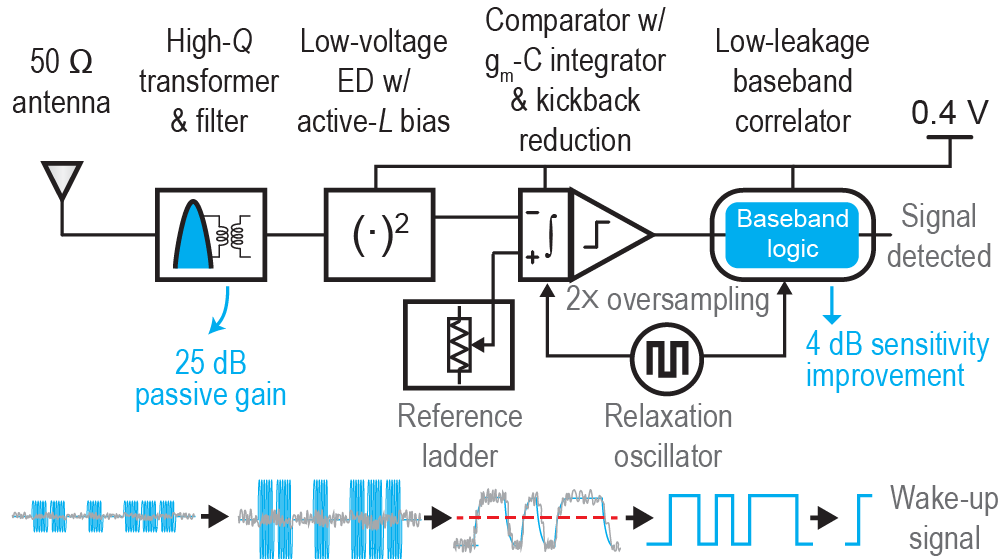 50 Ω
antenna
High-Q
transformer
& filter
Low-voltage
ED w/
active-L bias
Comparator w/
gm-C integrator
& kickback
reduction
Low-leakage
baseband
correlator
0.4 V
(·)²
−
+
∫
Baseband
logic
Signal
detected
2× oversampling
25 dB
passive gain
4 dB sensitivity
improvement
Reference
ladder
Relaxation
oscillator
Wake-up
signal